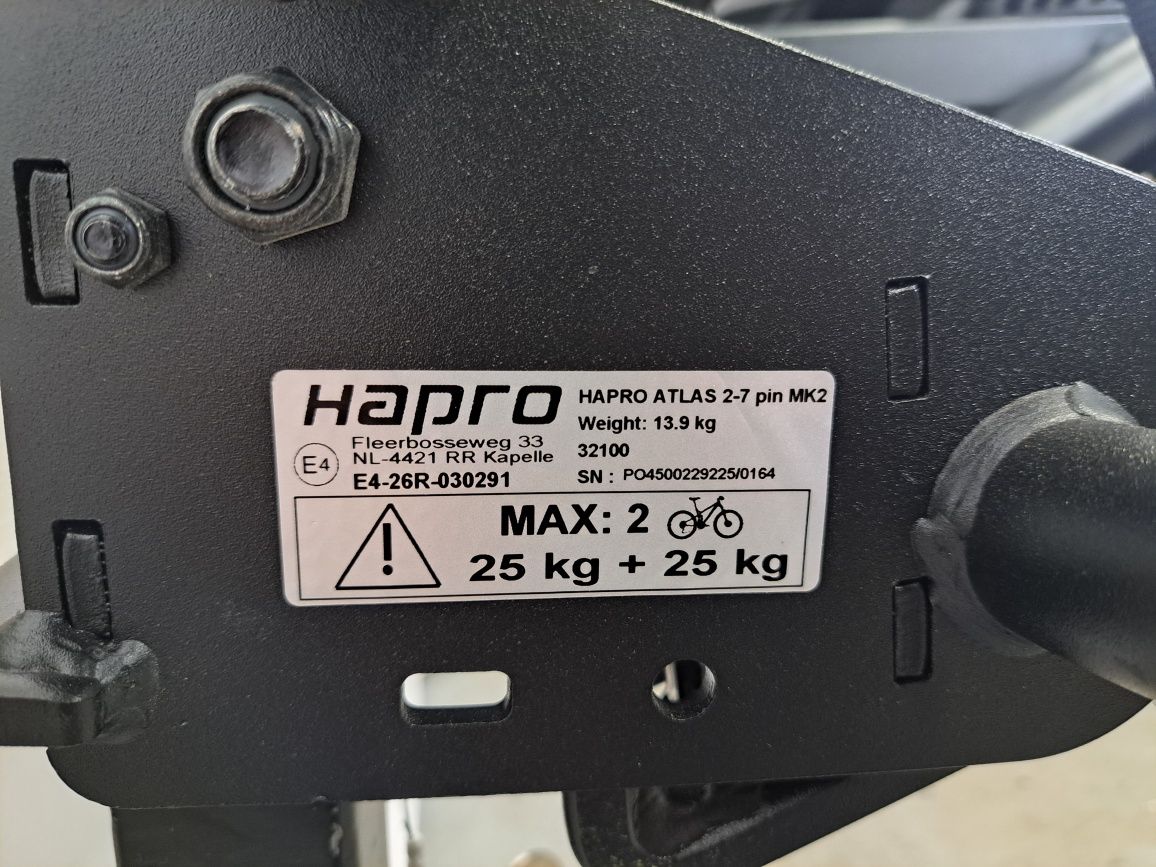 Hapro
Fleerbosseweg 33
NL-4421 RR Kapelle
E4
E4-26R-030291
HAPRO ATLAS 2-7 pin MK2
Weight: 13.9 kg
32100
SN : PO4500229225/0164
!
MAX: 2
25 kg + 25 kg